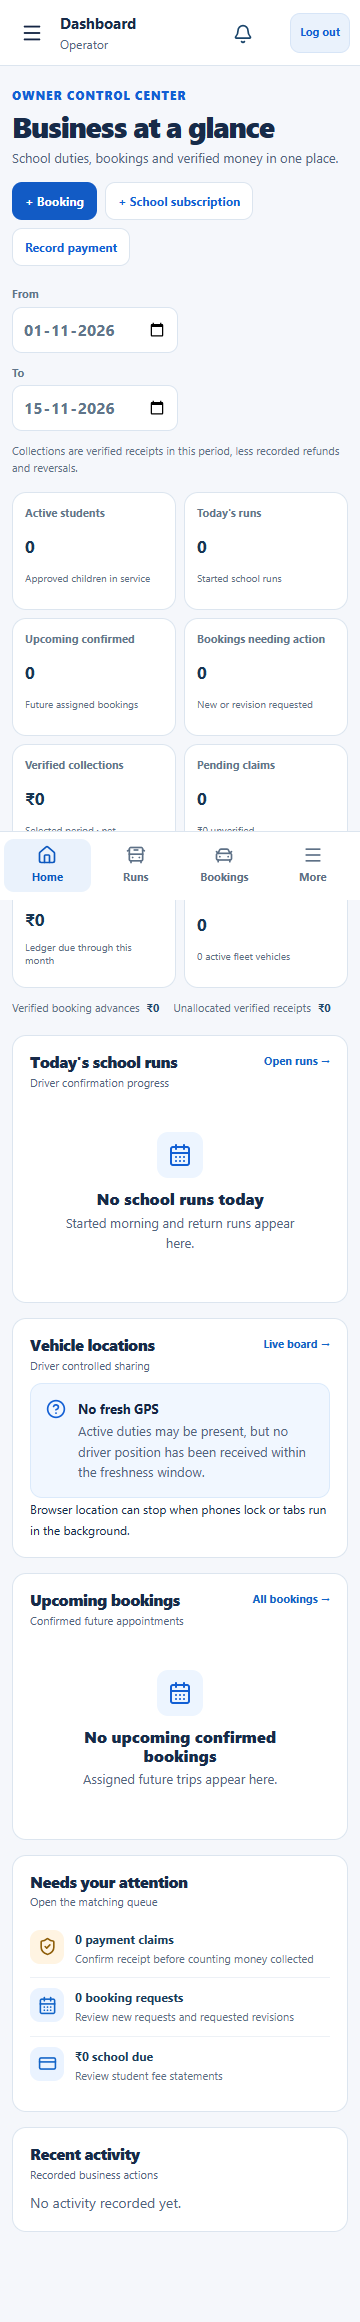 Dashboard
Operator
Log out
OWNER CONTROL CENTER
Business at a glance
School duties, bookings and verified money in one place.
+ Booking
+ School subscription
Record payment
From
01-11-2026
To
15-11-2026
Collections are verified receipts in this period, less recorded refunds
and reversals.
Active students
0
Approved children in service
Today's runs
0
Started school runs
Upcoming confirmed
0
Future assigned bookings
Bookings needing action
0
New or revision requested
Verified collections
₹0
Selected period · not
Pending claims
0
₹0 unverified
Home
Runs
Bookings
More
₹0
Ledger due through this
month
0
0 active fleet vehicles
Verified booking advances ₹0
Unallocated verified receipts ₹0
Today's school runs
Open runs →
Driver confirmation progress
No school runs today
Started morning and return runs appear
here.
Vehicle locations
Live board →
Driver controlled sharing
No fresh GPS
Active duties may be present, but no
driver position has been received within
the freshness window.
Browser location can stop when phones lock or tabs run
in the background.
Upcoming bookings
All bookings →
Confirmed future appointments
No upcoming confirmed
bookings
Assigned future trips appear here.
Needs your attention
Open the matching queue
0 payment claims
Confirm receipt before counting money collected
0 booking requests
Review new requests and requested revisions
₹0 school due
Review student fee statements
Recent activity
Recorded business actions
No activity recorded yet.